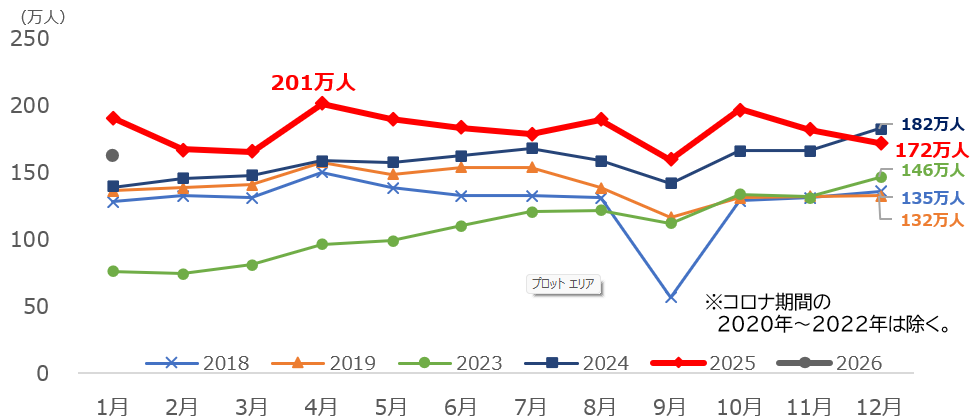 （万人）
250
200
150
100
50
0
201万人
182万人
172万人
146万人
135万人
132万人
プロット エリア
※コロナ期間の
2020年～2022年は除く。
2018 2019 2023 2024 2025 2026
1月 2月 3月 4月 5月 6月 7月 8月 9月 10月 11月 12月